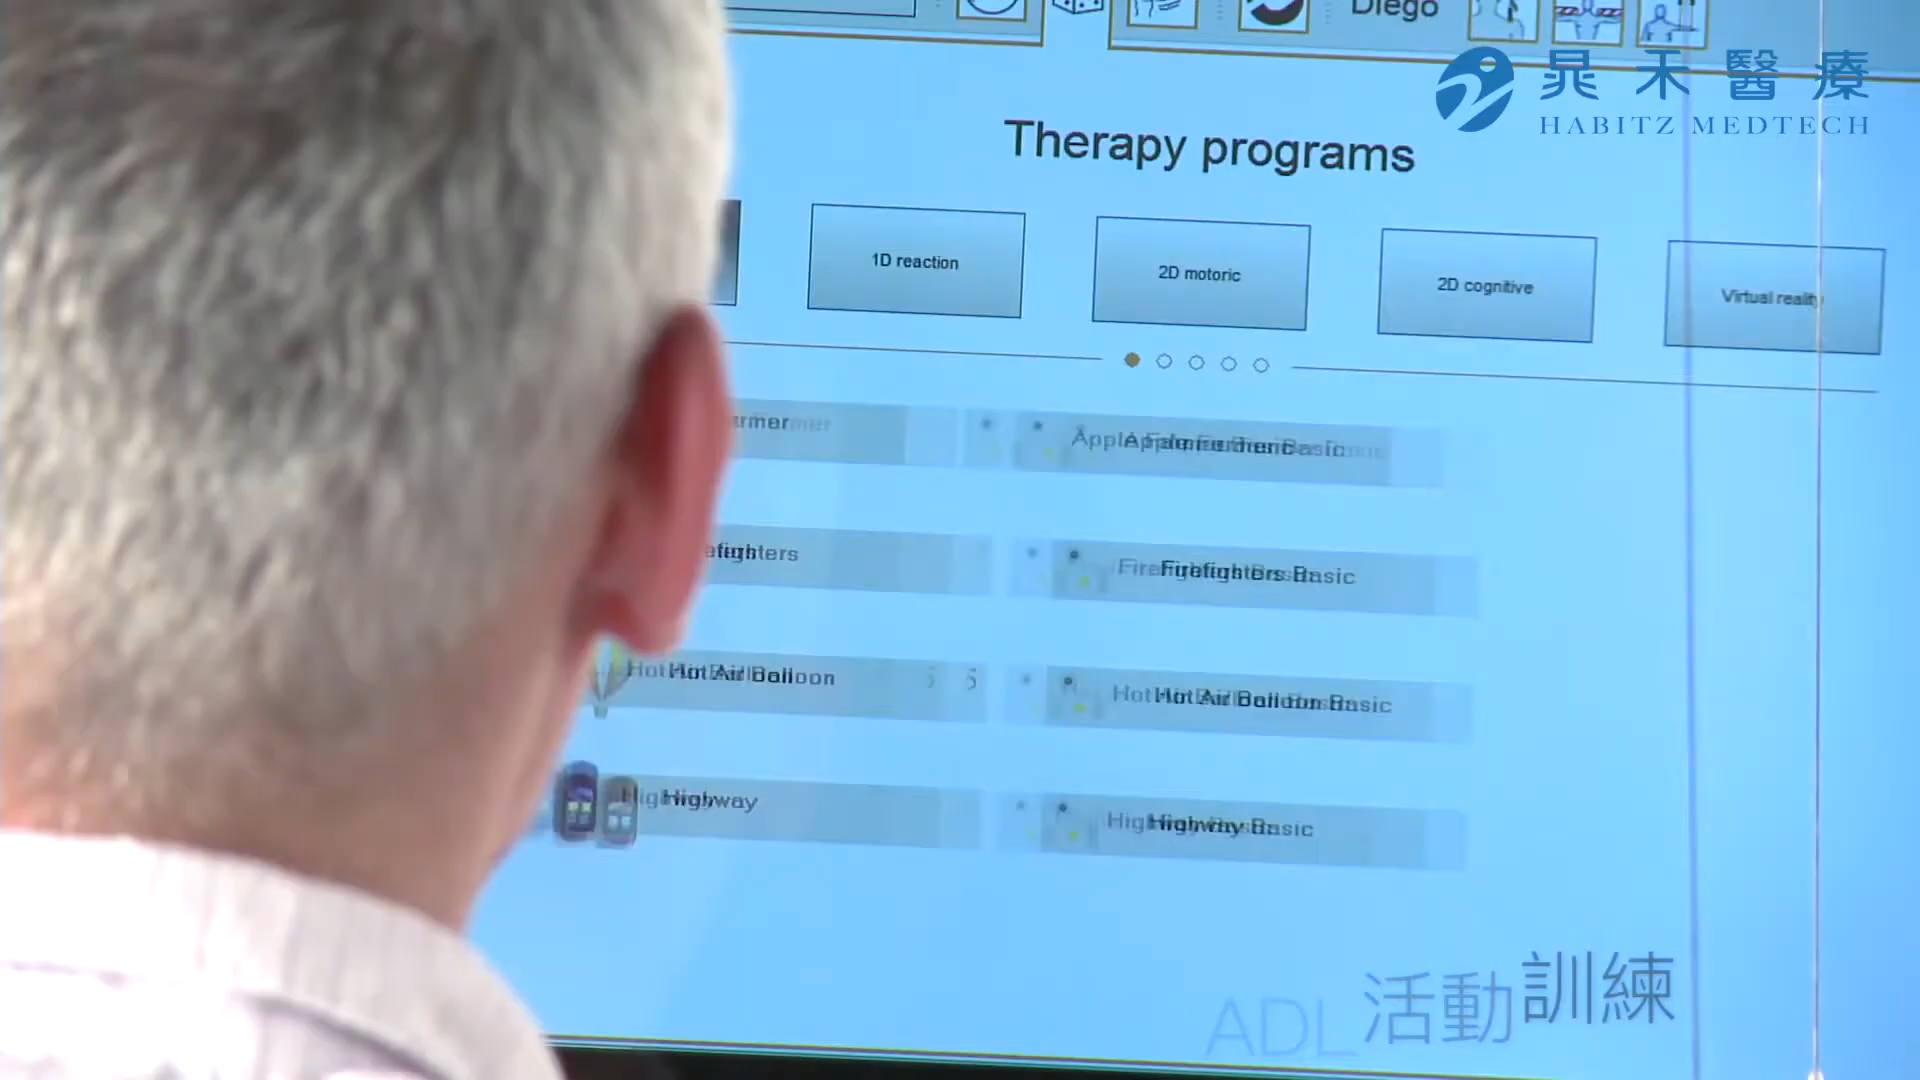 Diego
晁禾醫療
HABITZ MEDTECH
Therapy programs
1D reaction
2D motoric
2D cognitive
Virtual reality
Firefighters Basic
Hot Air Balloon
Hot Air Balloon Basic
Highway
Highway Basic
ADL活動訓練